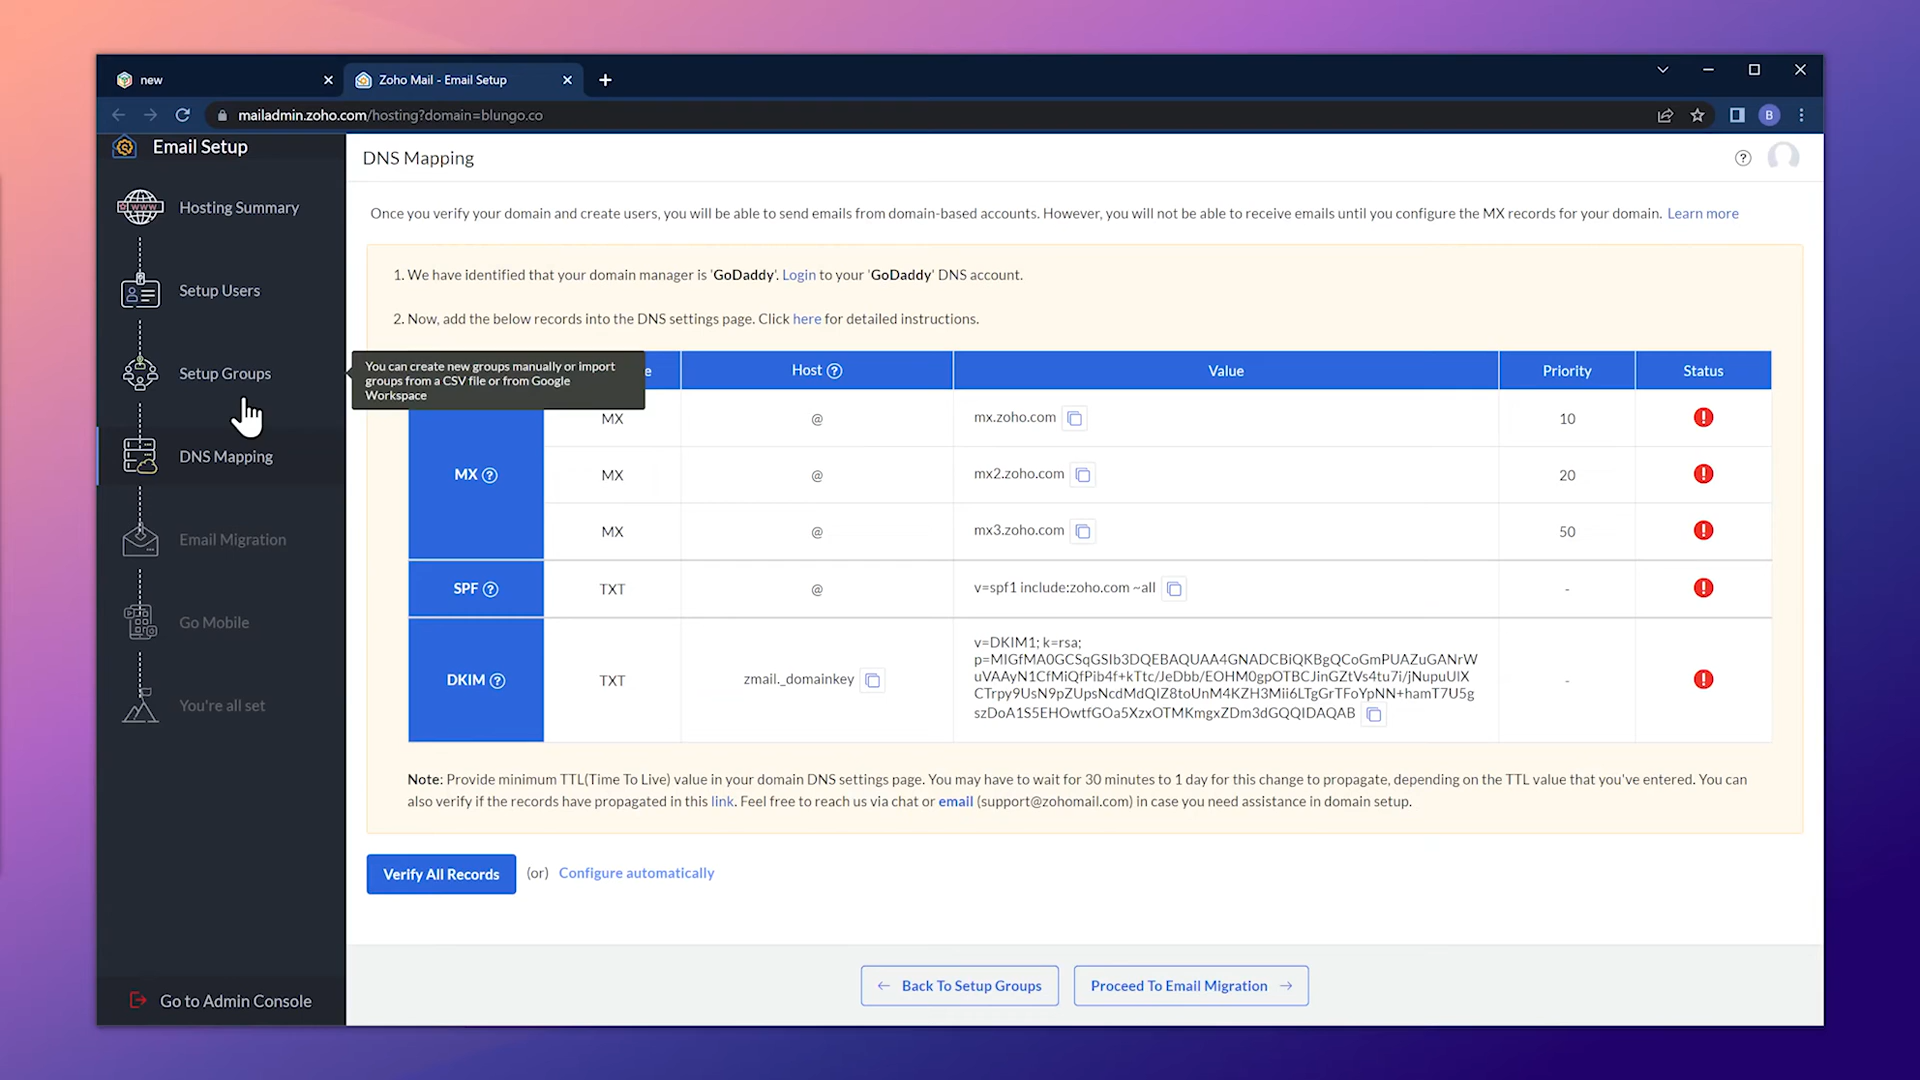 new
Zoho Mail - Email Setup
mailadmin.zoho.com/hosting?domain=blungo.co
B
Email Setup
Hosting Summary
Setup Users
Setup Groups
DNS Mapping
Email Migration
Go Mobile
You're all set
Go to Admin Console
DNS Mapping
Once you verify your domain and create users, you will be able to send emails from domain-based accounts. However, you will not be able to receive emails until you configure the MX records for your domain. Learn more
1. We have identified that your domain manager is 'GoDaddy'. Login to your 'GoDaddy' DNS account.
2. Now, add the below records into the DNS settings page. Click here for detailed instructions.
You can create new groups manually or import
groups from a CSV file or from Google
Workspace
e Host Value Priority Status
MX @ mx.zoho.com 10
MX MX @ mx2.zoho.com 20
MX @ mx3.zoho.com 50
SPF TXT @ v=spf1 include:zoho.com ~all -
v=DKIM1; k=rsa;
p=MIGfMA0GCSqGSIb3DQEBAQUAA4GNADCBiQKBgQCoGmPUAZuGANrW
DKIM TXT zmail._domainkey uVAAyN1CfMiQfPib4f+kTtc/JeDbb/EOHM0gpOTBCJinGZtVs4tu7i/jNupuUIX -
CTrpy9UsN9pZUpsNcdMdQIZ8toUnM4KZH3Mii6LTgGrTFoYpNN+hamT7U5g
szDoA1S5EHOwtfGOa5XzxOTMKmgxZDm3dGQQIDAQAB
Note: Provide minimum TTL(Time To Live) value in your domain DNS settings page. You may have to wait for 30 minutes to 1 day for this change to propagate, depending on the TTL value that you've entered. You can
also verify if the records have propagated in this link. Feel free to reach us via chat or email (support@zohomail.com) in case you need assistance in domain setup.
Verify All Records (or) Configure automatically
Back To Setup Groups Proceed To Email Migration